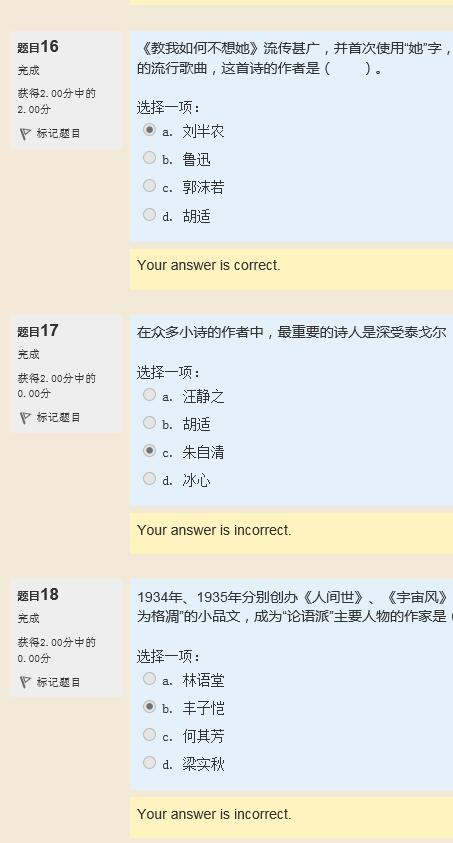 题目16
完成
获得2.00分中的
2.00分
标记题目
《教我如何不想她》流传甚广，并首次使用“她”字，
的流行歌曲，这首诗的作者是（　　）。
选择一项：
a. 刘半农
b. 鲁迅
c. 郭沫若
d. 胡适
Your answer is correct.
题目17
完成
获得2.00分中的
0.00分
标记题目
在众多小诗的作者中，最重要的诗人是深受泰戈尔
选择一项：
a. 汪静之
b. 胡适
c. 朱自清
d. 冰心
Your answer is incorrect.
题目18
完成
获得2.00分中的
0.00分
标记题目
1934年、1935年分别创办《人间世》、《宇宙风》
为格凋”的小品文，成为“论语派”主要人物的作家是（
选择一项：
a. 林语堂
b. 丰子恺
c. 何其芳
d. 梁实秋
Your answer is incorrect.